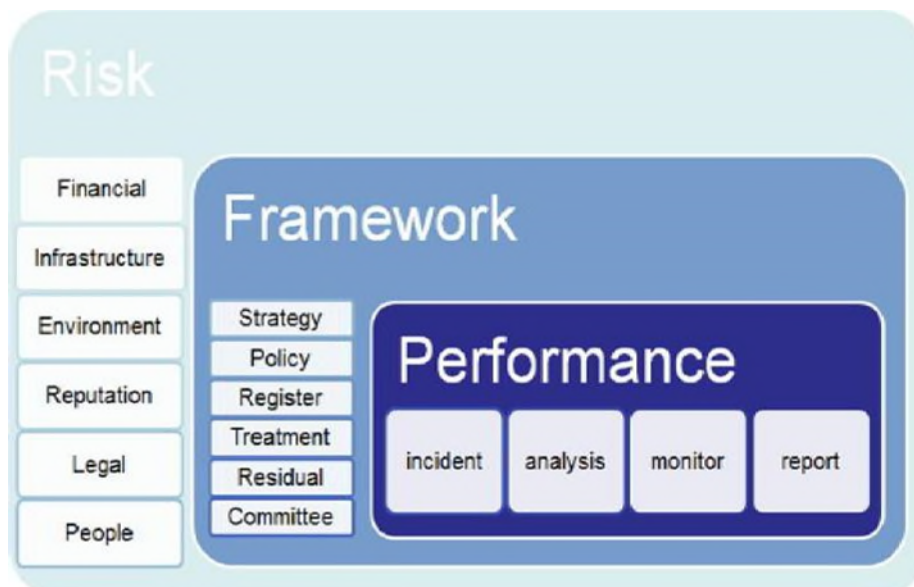 Risk
Financial
Infrastructure
Environment
Reputation
Legal
People
Framework
Strategy
Policy
Register
Treatment
Residual
Committee
Performance
incident
analysis
monitor
report